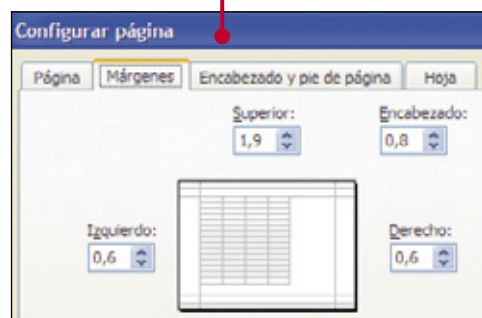 Configurar página
Página Márgenes Encabezado y pie de página Hoja
Superior: Encabezado:
1,9 0,8
Izquierdo: Derecho:
0,6 0,6